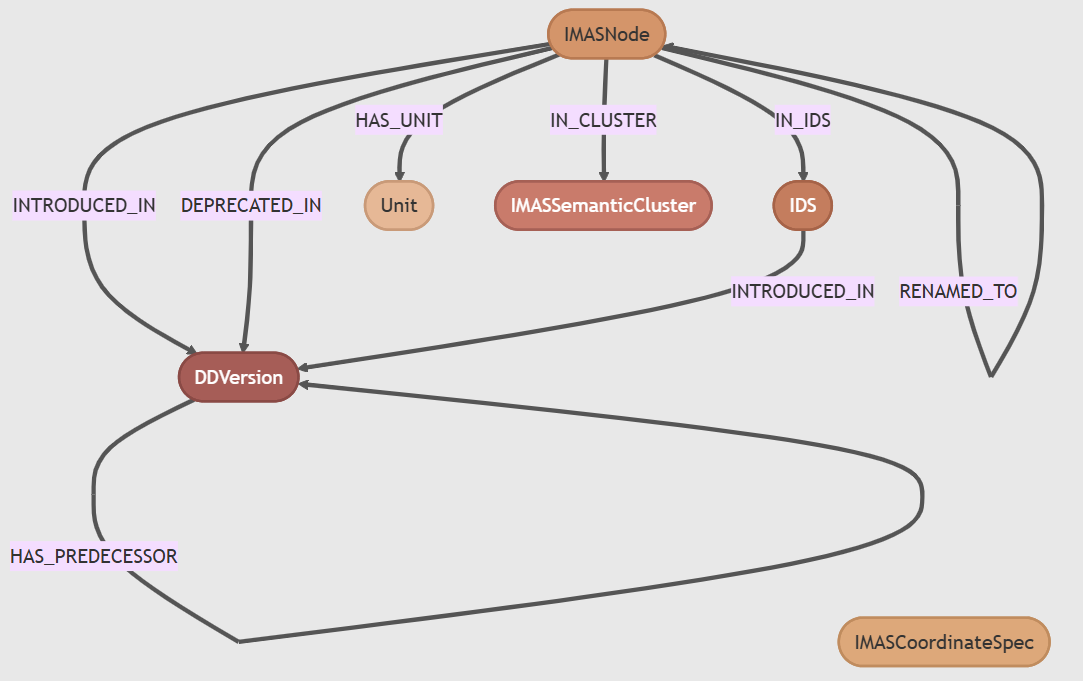 IMASNode
HAS_UNIT
IN_CLUSTER
IN_IDS
INTRODUCED_IN
DEPRECATED_IN
Unit
IMASSemanticCluster
IDS
INTRODUCED_IN
RENAMED_TO
DDVersion
HAS_PREDECESSOR
IMASCoordinateSpec